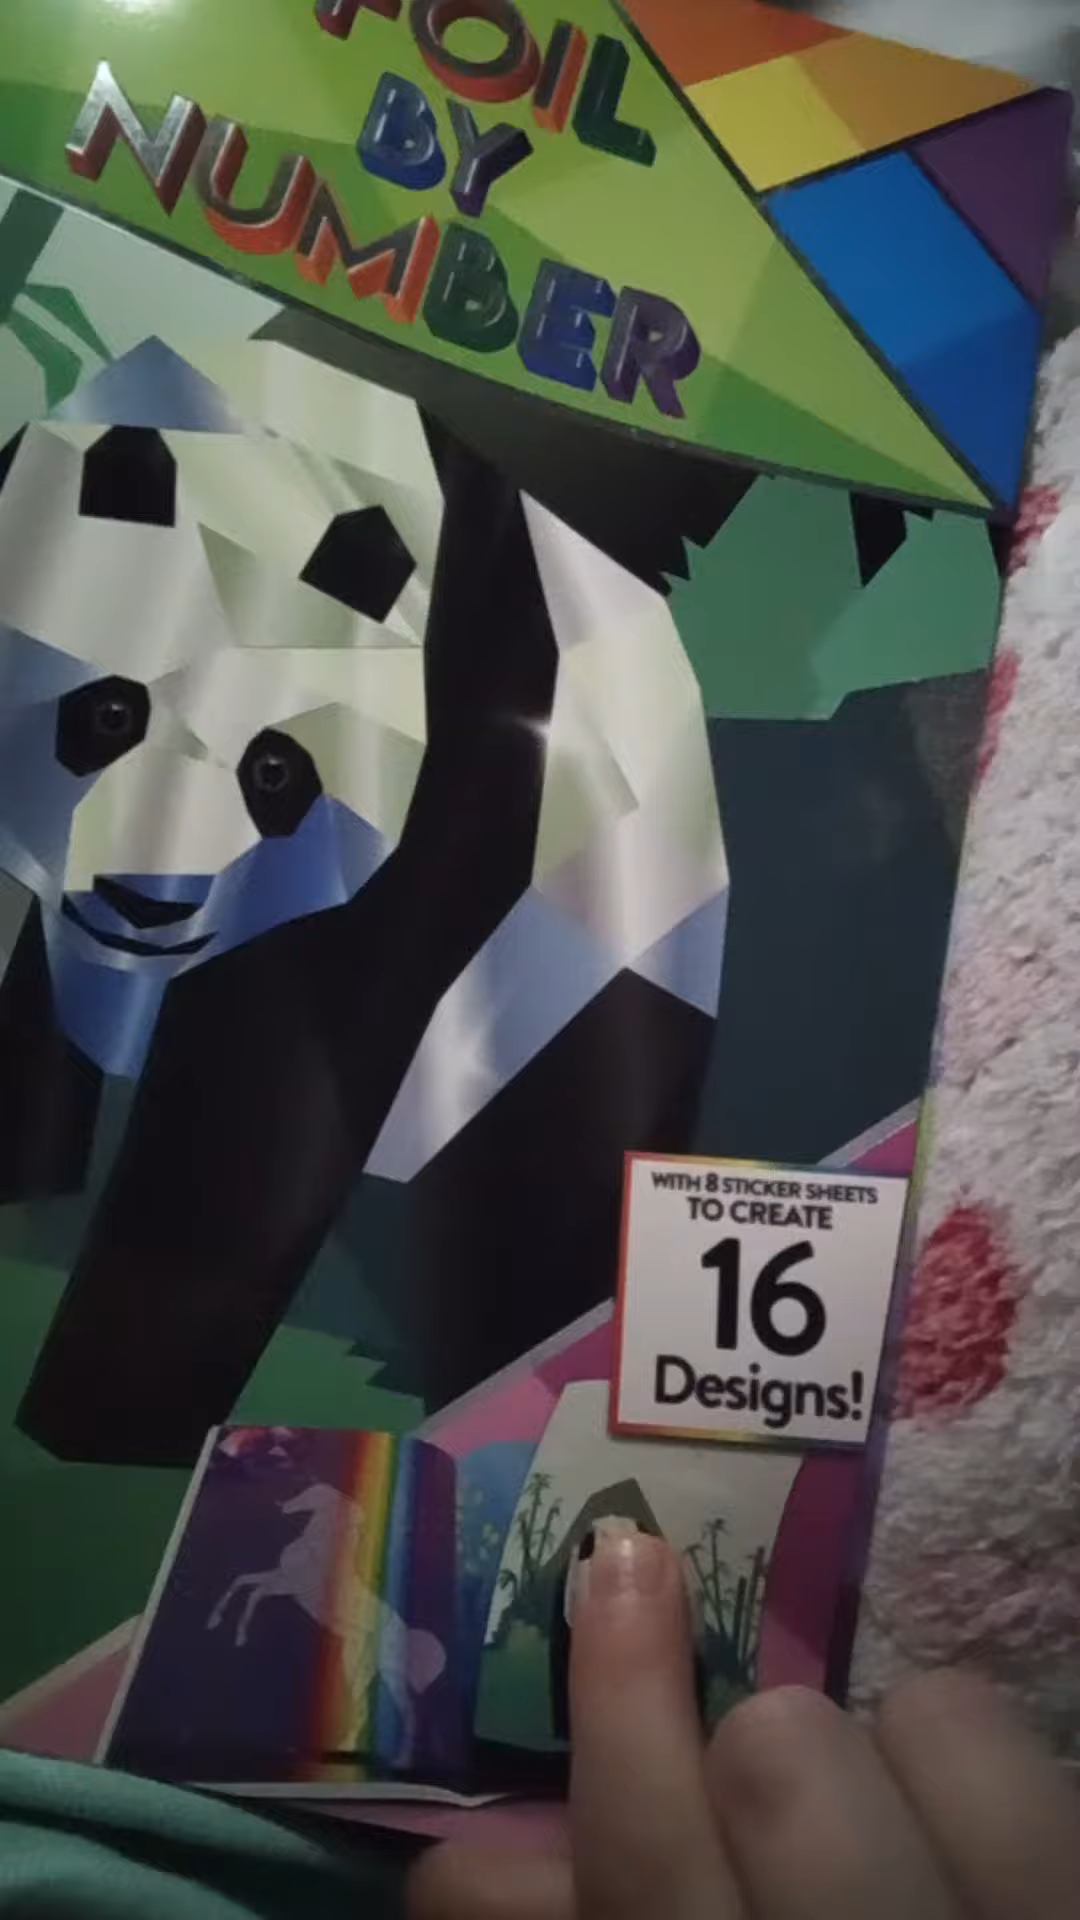 FOIL
BY
NUMBER
WITH 8 STICKER SHEETS
TO CREATE
16
Designs!